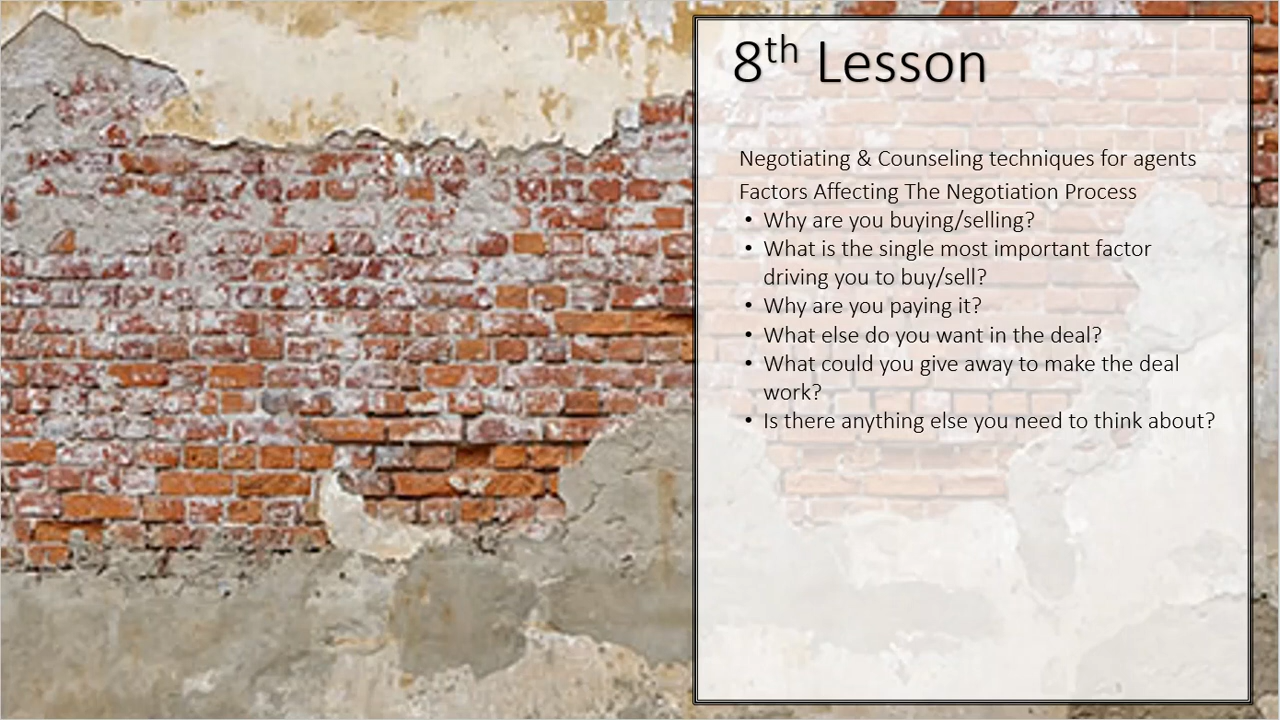 8th Lesson
Negotiating & Counseling techniques for agents
Factors Affecting The Negotiation Process
• Why are you buying/selling?
• What is the single most important factor
driving you to buy/sell?
• Why are you paying it?
• What else do you want in the deal?
• What could you give away to make the deal
work?
• Is there anything else you need to think about?